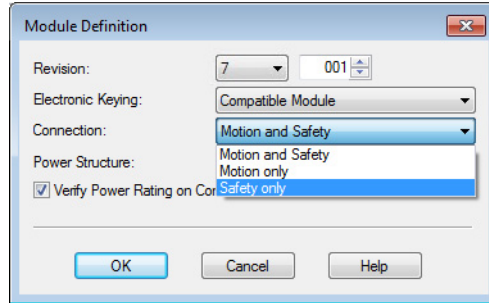 Module Definition
Revision: 7 001
Electronic Keying: Compatible Module
Connection: Motion and Safety
Motion and Safety
Power Structure:
Motion only
Verify Power Rating on Con
Safety only
OK Cancel Help